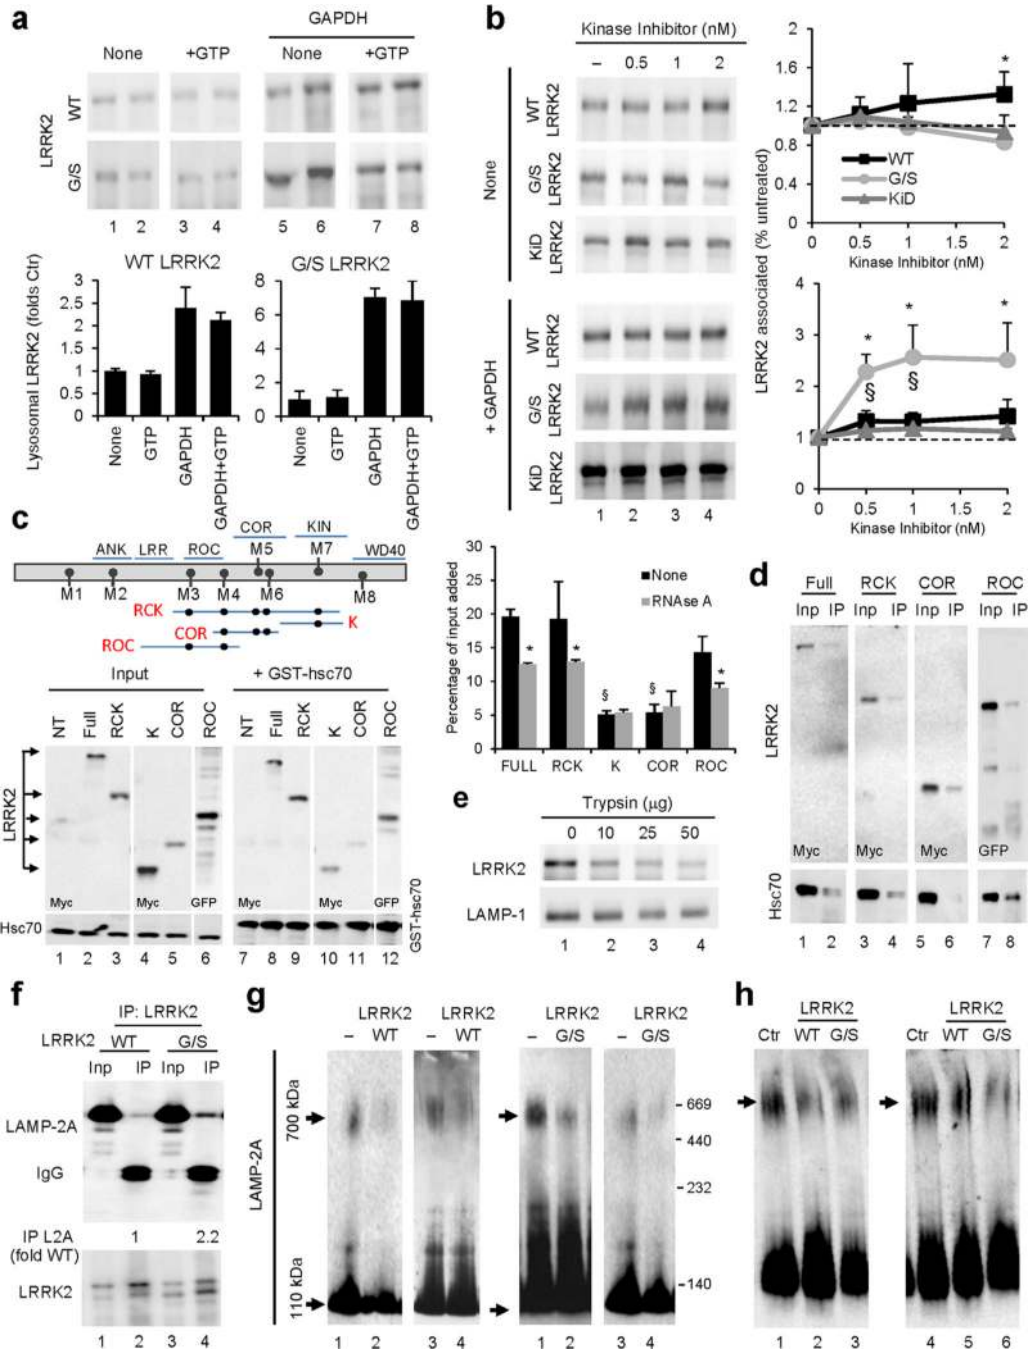 a
GAPDH
None +GTP None +GTP
LRRK2
WT
G/S
1 2 3 4 5 6 7 8
WT LRRK2
G/S LRRK2
Lysosomal LRRK2 (folds Ctr)
3
2.5
2
1.5
1
0.5
0
8
6
4
2
0
None GTP GAPDH GAPDH+GTP
None GTP GAPDH GAPDH+GTP
b
Kinase Inhibitor (nM)
– 0.5 1 2
None
WT LRRK2
G/S LRRK2
KiD LRRK2
+ GAPDH
WT LRRK2
G/S LRRK2
KiD LRRK2
1 2 3 4
LRRK2 associated (% untreated)
2
1.6
1.2
0.8
0.4
0
*
WT
G/S
KiD
0 0.5 1 2
Kinase Inhibitor (nM)
4
3
2
1
0
* * *
§ §
0 0.5 1 2
Kinase Inhibitor (nM)
c
ANK LRR ROC COR KIN WD40
M5 M7
M1 M2 M3 M4 M6 M8
RCK
K
COR
ROC
Input
+ GST-hsc70
NT Full RCK K COR ROC
NT Full RCK K COR ROC
LRRK2
Myc Myc GFP
Myc Myc GFP
Hsc70
GST-hsc70
1 2 3 4 5 6 7 8 9 10 11 12
Percentage of input added
30
25
20
15
10
5
0
None
RNAse A
* * § § *
FULL RCK K COR ROC
d
Full RCK COR ROC
Inp IP Inp IP Inp IP Inp IP
LRRK2
Myc Myc Myc GFP
Hsc70
1 2 3 4 5 6 7 8
e
Trypsin (µg)
0 10 25 50
LRRK2
LAMP-1
1 2 3 4
f
IP: LRRK2
LRRK2 WT G/S
Inp IP Inp IP
LAMP-2A
IgG
IP L2A 1 2.2
(fold WT)
LRRK2
1 2 3 4
g
LRRK2 LRRK2 LRRK2 LRRK2
– WT – WT – G/S – G/S
LAMP-2A
700 kDa
110 kDa
669
440
232
140
1 2 3 4 1 2 3 4
h
LRRK2 LRRK2
Ctr WT G/S Ctr WT G/S
1 2 3 4 5 6